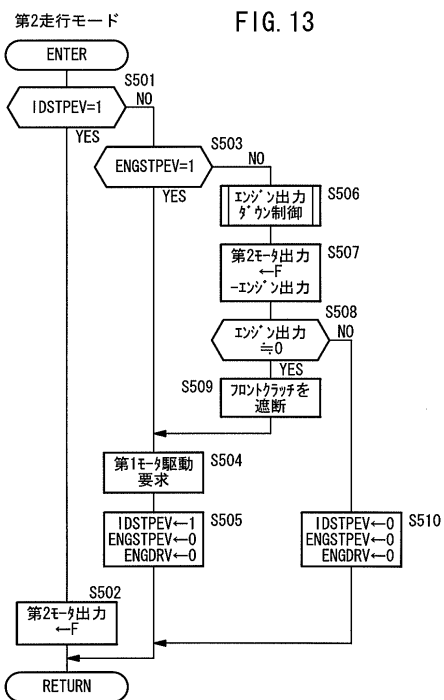 第2走行モード
FIG. 13
ENTER
S501
IDSTPEV=1
NO
YES
S503
ENGSTPEV=1
NO
YES
エンジン出力
ダウン制御
S506
第2モータ出力
←F
-エンジン出力
S507
S508
エンジン出力
≒0
NO
YES
S509
フロントクラッチを
遮断
第1モータ駆動
要求
S504
IDSTPEV←1
ENGSTPEV←0
ENGDRV←0
S505
IDSTPEV←0
ENGSTPEV←0
ENGDRV←0
S510
S502
第2モータ出力
←F
RETURN